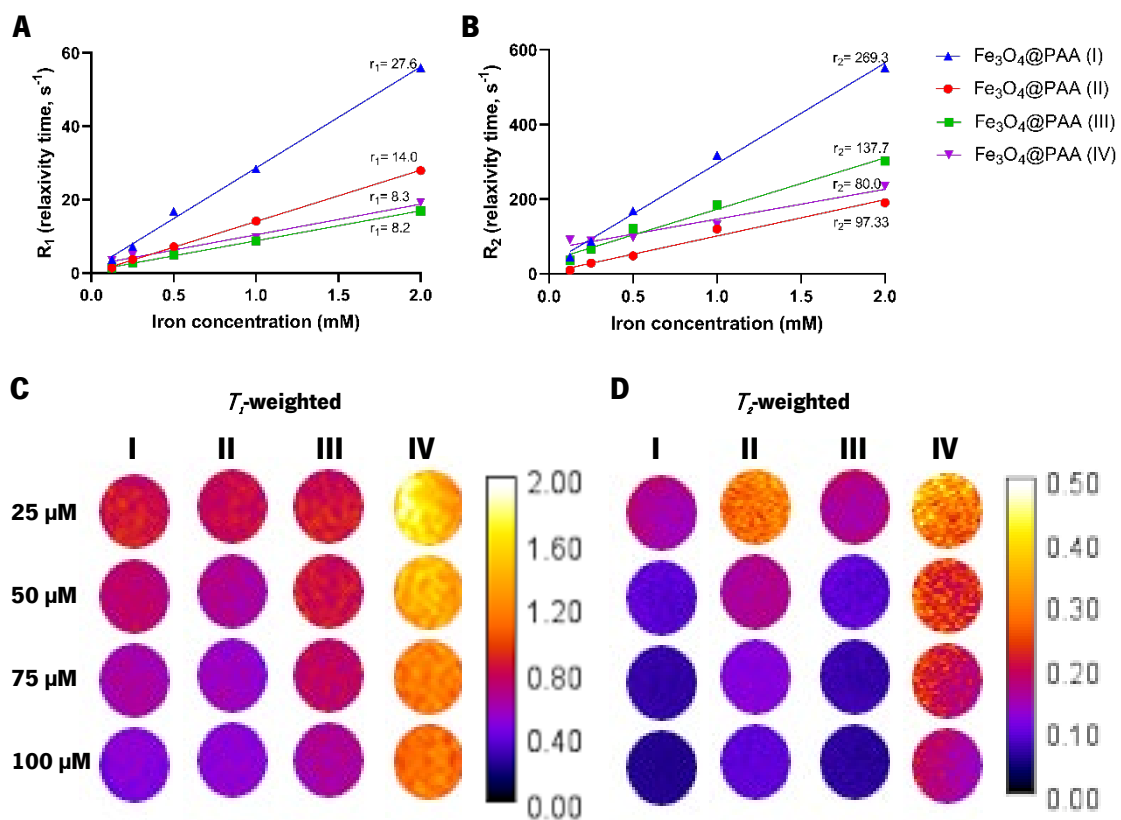 A
60
40
20
0
0.0
0.5
1.0
1.5
2.0
R₁ (relaxivity time, s⁻¹)
Iron concentration (mM)
r₁= 27.6
r₁= 14.0
r₁= 8.3
r₁= 8.2
B
600
400
200
0
0.0
0.5
1.0
1.5
2.0
R₂ (relaxivity time, s⁻¹)
Iron concentration (mM)
r₂= 269.3
r₂= 137.7
r₂= 80.0
r₂= 97.33
Fe₃O₄@PAA (I)
Fe₃O₄@PAA (II)
Fe₃O₄@PAA (III)
Fe₃O₄@PAA (IV)
C
T₁-weighted
I II III IV
25 µM
50 µM
75 µM
100 µM
2.00
1.60
1.20
0.80
0.40
0.00
D
T₂-weighted
I II III IV
0.50
0.40
0.30
0.20
0.10
0.00